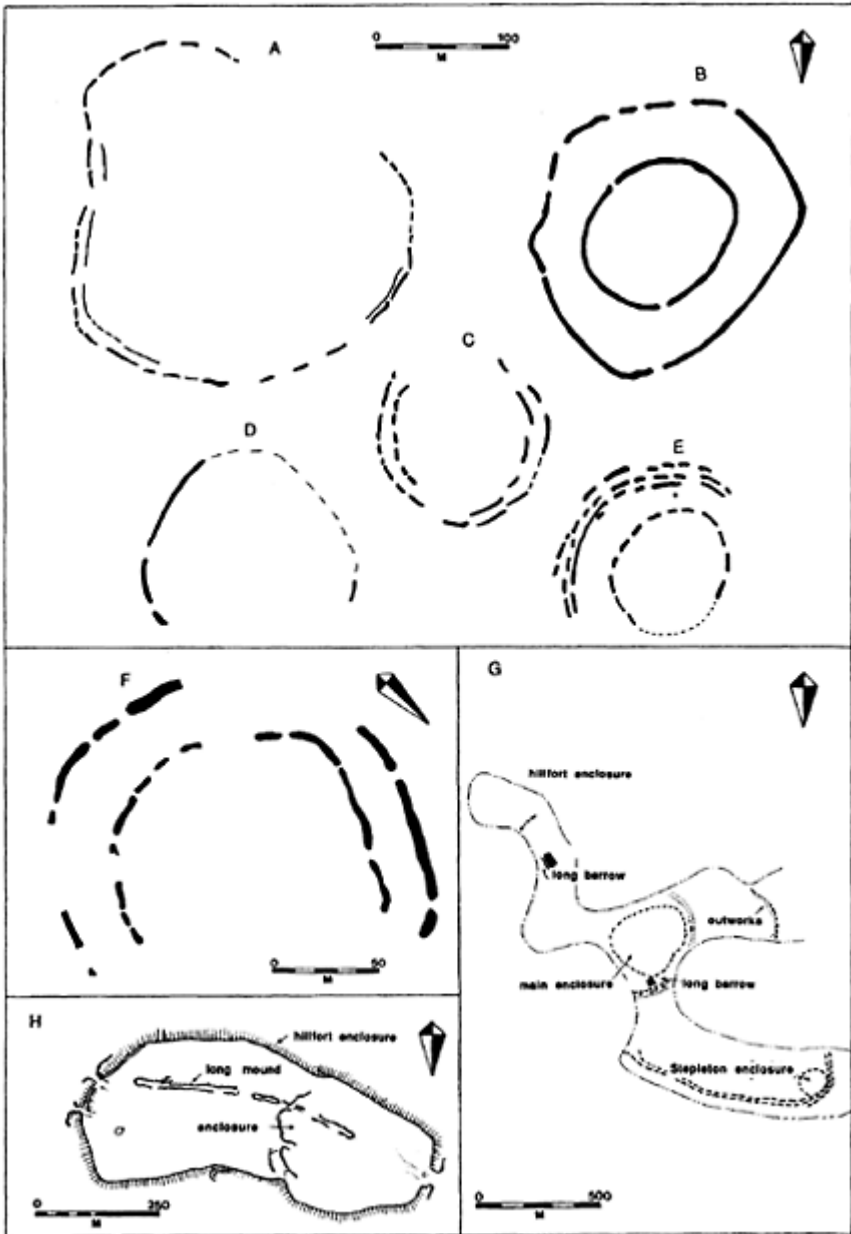 A
0 100
M
B
C
D
E
F
0 50
M
G
hillfort enclosure
long barrow
outworks
main enclosure
long barrow
Stepleton enclosure
0 500
M
H
hillfort enclosure
long mound
enclosure
0 250
M